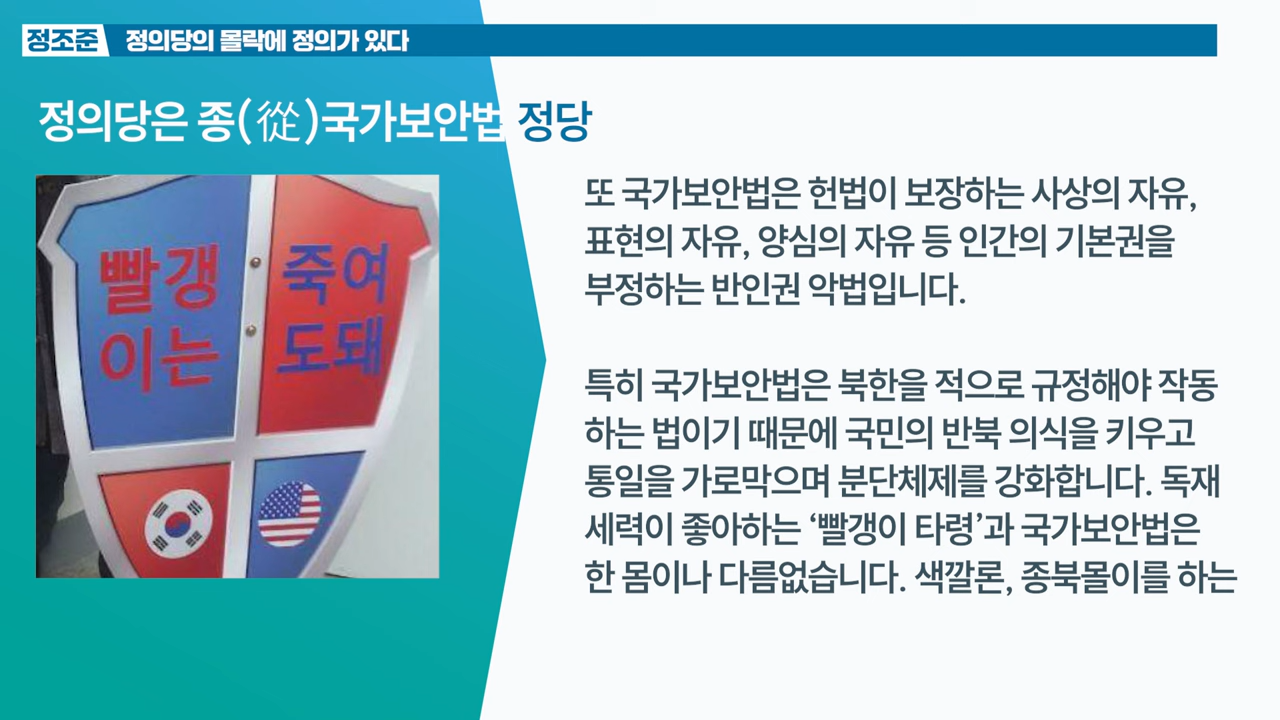 정조준 정의당의 몰락에 정의가 있다
정의당은 종(從)국가보안법 정당
빨갱
이는
죽여
도돼
또 국가보안법은 헌법이 보장하는 사상의 자유,
표현의 자유, 양심의 자유 등 인간의 기본권을
부정하는 반인권 악법입니다.
특히 국가보안법은 북한을 적으로 규정해야 작동
하는 법이기 때문에 국민의 반북 의식을 키우고
통일을 가로막으며 분단체제를 강화합니다. 독재
세력이 좋아하는 ‘빨갱이 타령’과 국가보안법은
한 몸이나 다름없습니다. 색깔론, 종북몰이를 하는